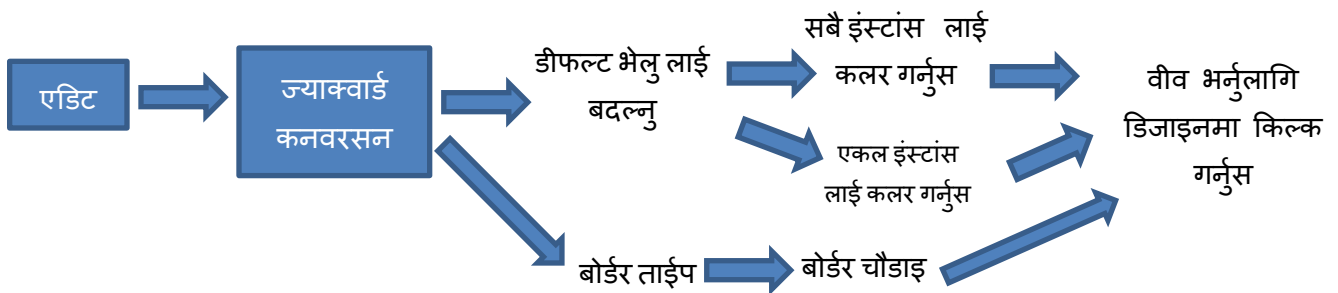 एडिट
ज्याक्वार्ड
कनवरसन
डीफल्ट भेलु लाई
बदल्नु
सबै इंस्टांस लाई
कलर गर्नुस
एकल इंस्टांस
लाई कलर गर्नुस
वीव भर्नुलागि
डिजाइनमा किल्क
गर्नुस
बोर्डर ताईप
बोर्डर चौडाइ